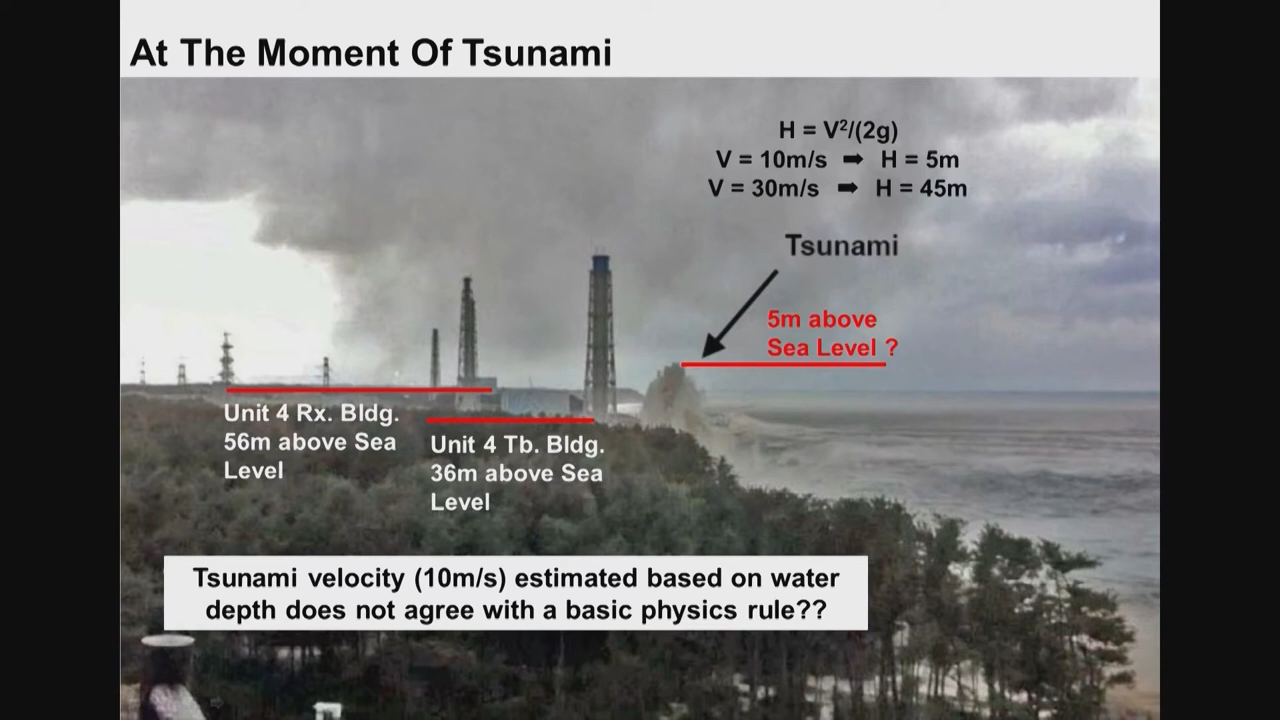 At The Moment Of Tsunami
H = V²/(2g)
V = 10m/s ➡ H = 5m
V = 30m/s ➡ H = 45m
Tsunami
5m above
Sea Level ?
Unit 4 Rx. Bldg.
56m above Sea
Level
Unit 4 Tb. Bldg.
36m above Sea
Level
Tsunami velocity (10m/s) estimated based on water
depth does not agree with a basic physics rule??